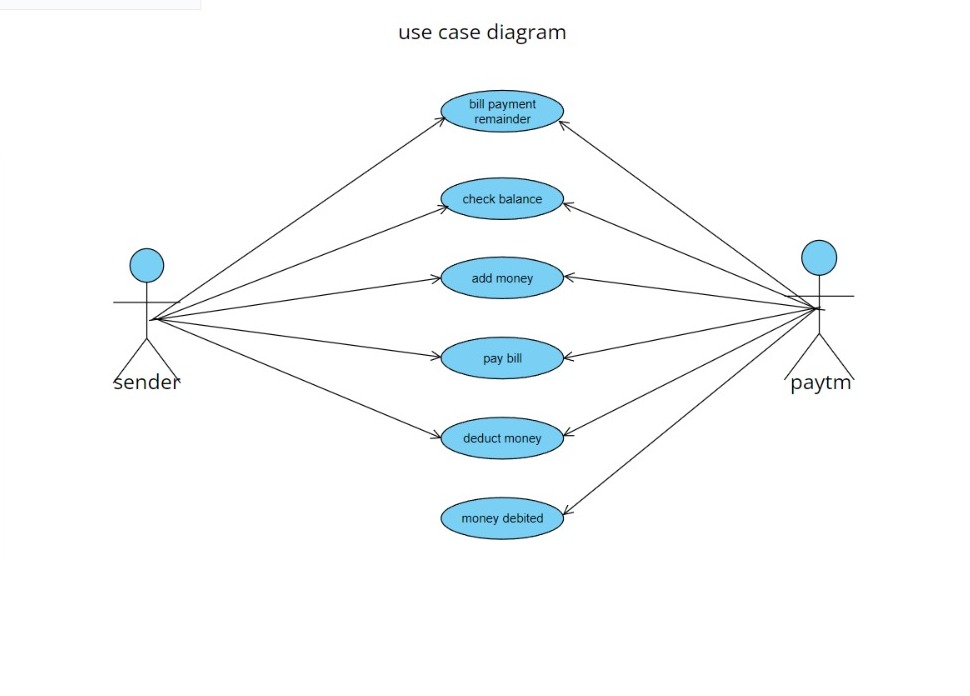 use case diagram
bill payment
remainder
check balance
add money
pay bill
sender
paytm
deduct money
money debited